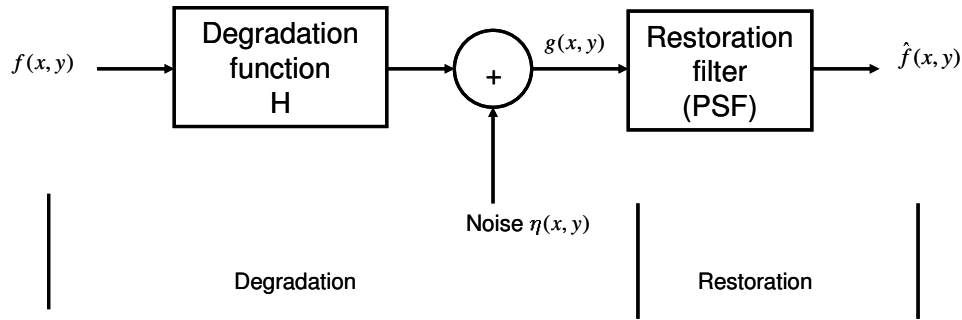 f(x, y)
Degradation
function
H
+
g(x, y)
Restoration
filter
(PSF)
f̂(x, y)
Noise η(x, y)
Degradation
Restoration